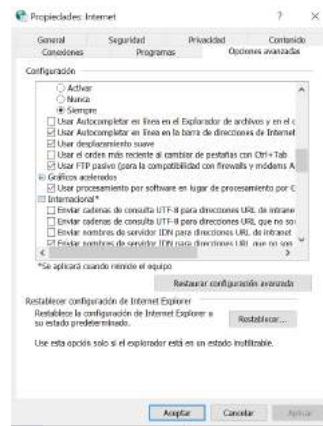 Propiedades: Internet
General Seguridad Privacidad Contenido
Conexiones Programas Opciones avanzadas
Configuración
Activar
Nunca
Siempre
Usar Autocompletar en línea en el Explorador de archivos y en el c
Usar Autocompletar en línea en la barra de direcciones de Internet
Usar desplazamiento suave
Usar el orden más reciente al cambiar de pestañas con Ctrl+Tab
Usar FTP pasivo (para la compatibilidad con firewalls y módems A
Gráficos acelerados
Usar procesamiento por software en lugar de procesamiento por G
Internacional*
Enviar cadenas de consulta UTF-8 para direcciones URL de intrane
Enviar cadenas de consulta UTF-8 para direcciones URL que no so
Enviar nombres de servidor IDN para direcciones URL de intranet
Enviar nombres de servidor IDN para direcciones URL que no son
*Se aplicará cuando reinicie el equipo
Restaurar configuración avanzada
Restablecer configuración de Internet Explorer
Restablece la configuración de Internet Explorer a
su estado predeterminado.
Restablecer...
Use esta opción solo si el explorador está en un estado inutilizable.
Aceptar Cancelar Aplicar